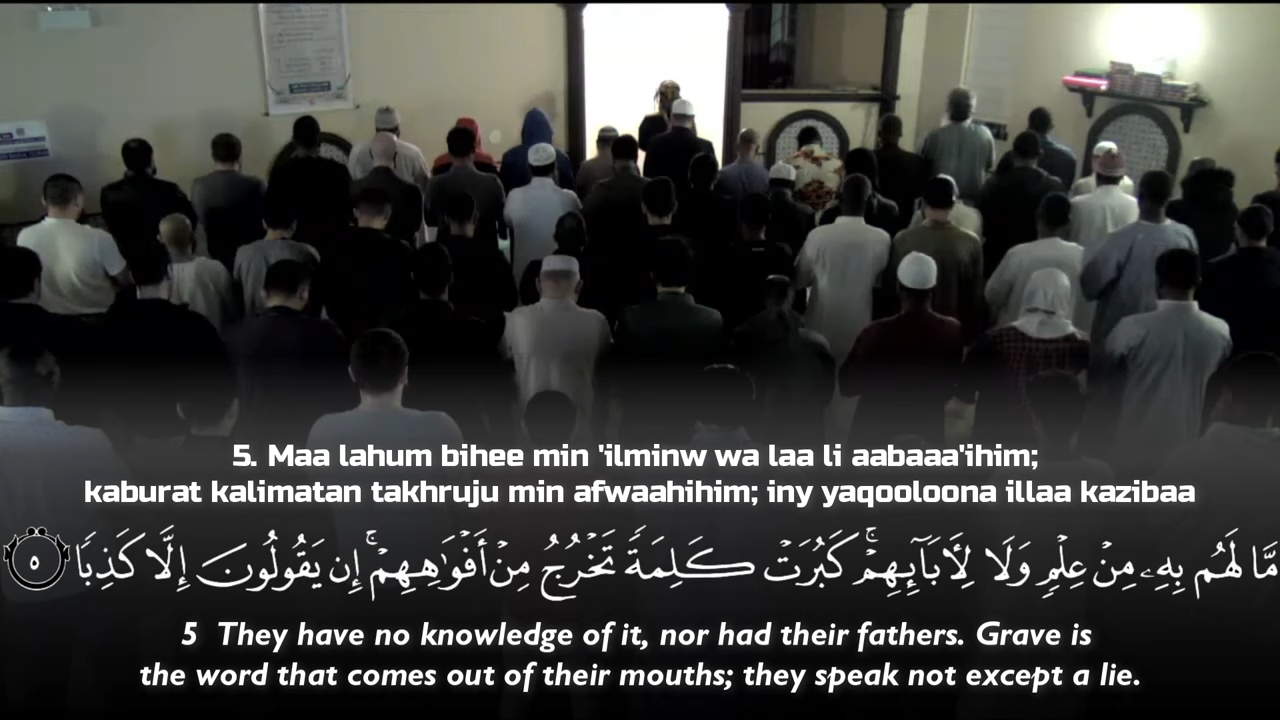 5. Maa lahum bihee min 'ilminw wa laa li aabaaa'ihim;
kaburat kalimatan takhruju min afwaahihim; iny yaqooloona illaa kazibaa
مَّا لَهُم بِهِۦ مِنْ عِلْمٍ وَلَا لِأَبَآئِهِمْ ۚ كَبُرَتْ كَلِمَةً تَخْرُجُ مِنْ أَفْوَٰهِهِمْ ۚ إِن يَقُولُونَ إِلَّا كَذِبًا ٥
5 They have no knowledge of it, nor had their fathers. Grave is
the word that comes out of their mouths; they speak not except a lie.